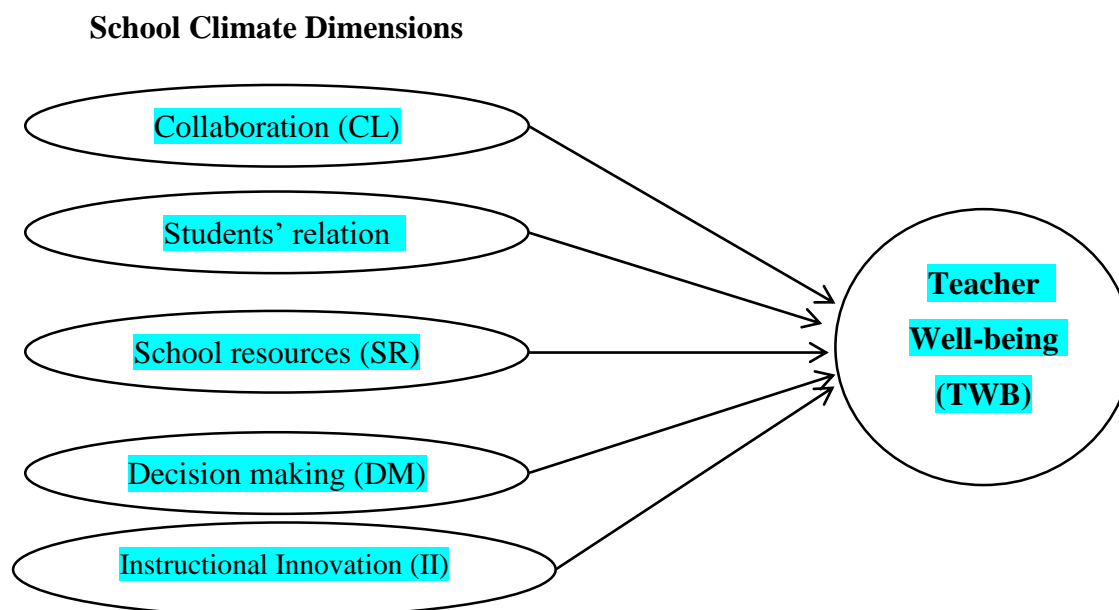 School Climate Dimensions
Collaboration (CL)
Students’ relation
School resources (SR)
Decision making (DM)
Instructional Innovation (II)
Teacher
Well-being
(TWB)